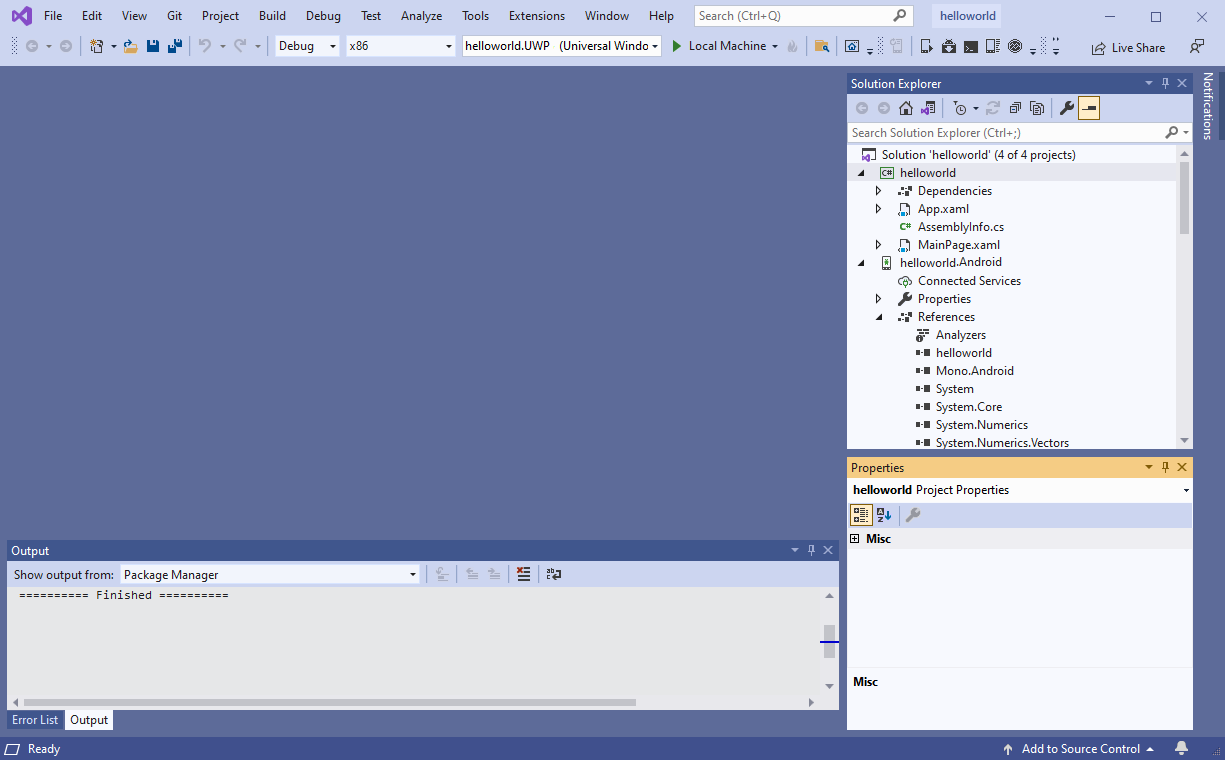 File Edit View Git Project Build Debug Test Analyze Tools Extensions Window Help Search (Ctrl+Q) helloworld
Debug x86 helloworld.UWP (Universal Windo Local Machine Live Share
Solution Explorer
Notifications
Search Solution Explorer (Ctrl+;)
Solution 'helloworld' (4 of 4 projects)
C# helloworld
Dependencies
App.xaml
C# AssemblyInfo.cs
MainPage.xaml
helloworld.Android
Connected Services
Properties
References
Analyzers
helloworld
Mono.Android
System
System.Core
System.Numerics
System.Numerics.Vectors
Properties
helloworld Project Properties
Misc
Misc
Output
Show output from: Package Manager
========== Finished ==========
Error List Output
Ready Add to Source Control